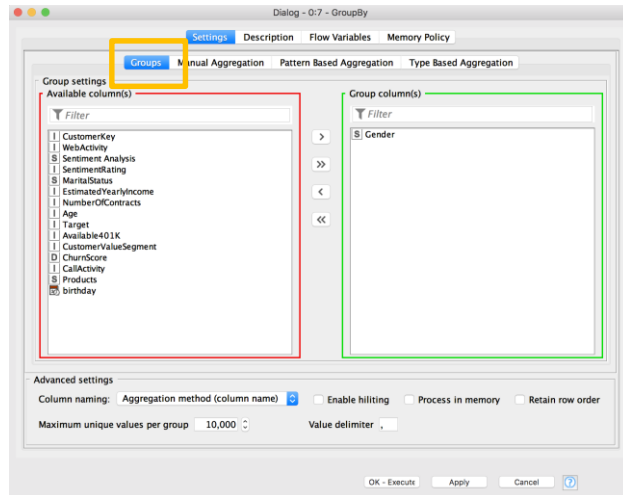 Dialog - 0:7 - GroupBy
Settings Description Flow Variables Memory Policy
Groups Manual Aggregation Pattern Based Aggregation Type Based Aggregation
Group settings
Available column(s)
Filter
I CustomerKey
I WebActivity
S Sentiment Analysis
I SentimentRating
S MaritalStatus
I EstimatedYearlyIncome
I NumberOfContracts
I Age
I Target
I Available401K
I CustomerValueSegment
D ChurnScore
I CallActivity
S Products
birthday
>
>>
<
<<
Group column(s)
Filter
S Gender
Advanced settings
Column naming: Aggregation method (column name) Enable hiliting Process in memory Retain row order
Maximum unique values per group 10,000 Value delimiter ,
OK - Execute Apply Cancel ?